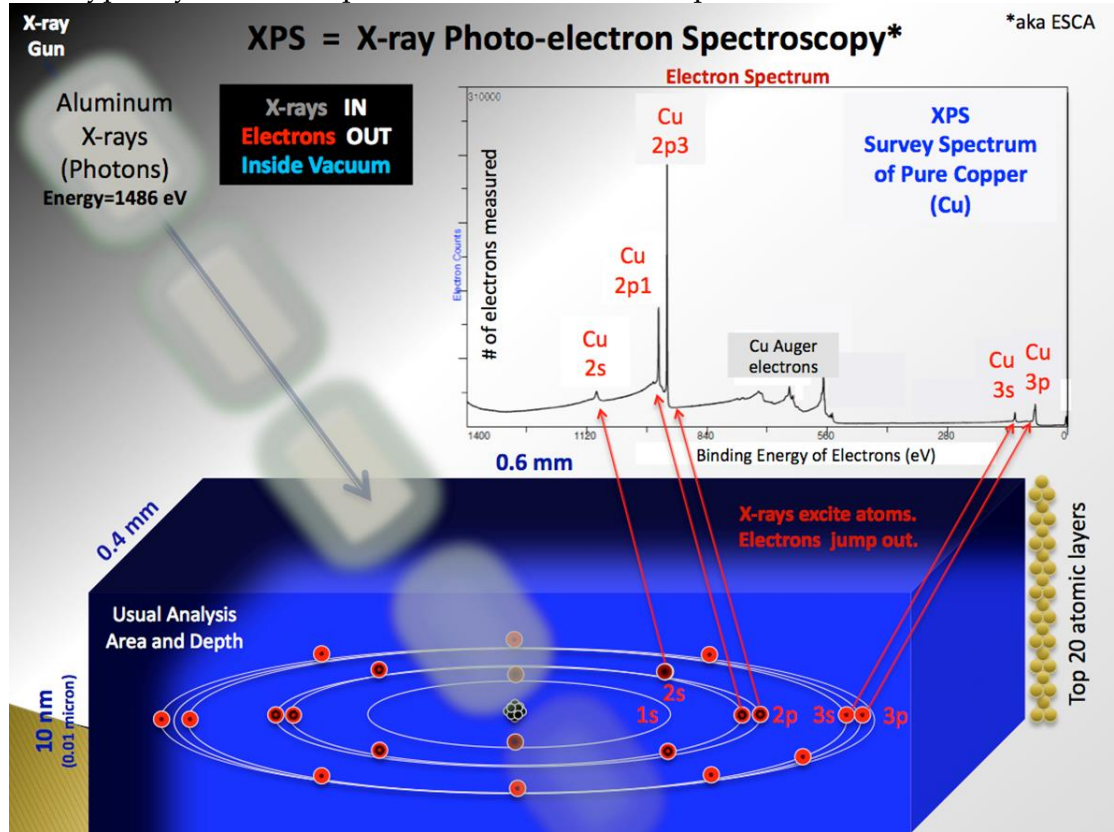 X-ray
Gun
XPS = X-ray Photo-electron Spectroscopy*
*aka ESCA
Aluminum
X-rays
(Photons)
Energy=1486 eV
X-rays IN
Electrons OUT
Inside Vacuum
Electron Spectrum
310000
Electron Counts
# of electrons measured
Cu
2p3
Cu
2p1
Cu
2s
Cu Auger
electrons
Cu
3s
Cu
3p
XPS
Survey Spectrum
of Pure Copper
(Cu)
1400 1120 840 560 280 0
Binding Energy of Electrons (eV)
0.6 mm
0.4 mm
X-rays excite atoms.
Electrons jump out.
Usual Analysis
Area and Depth
10 nm
(0.01 micron)
1s
2s
2p
3s
3p
Top 20 atomic layers